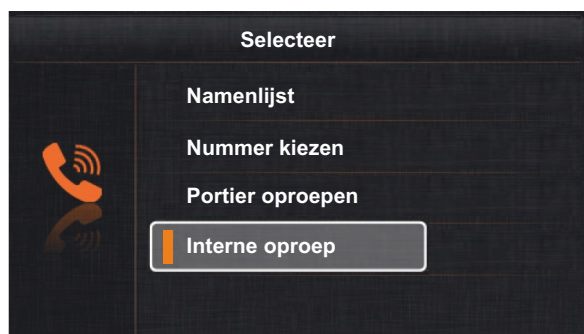 Selecteer
Namenlijst
Nummer kiezen
Portier oproepen
Interne oproep